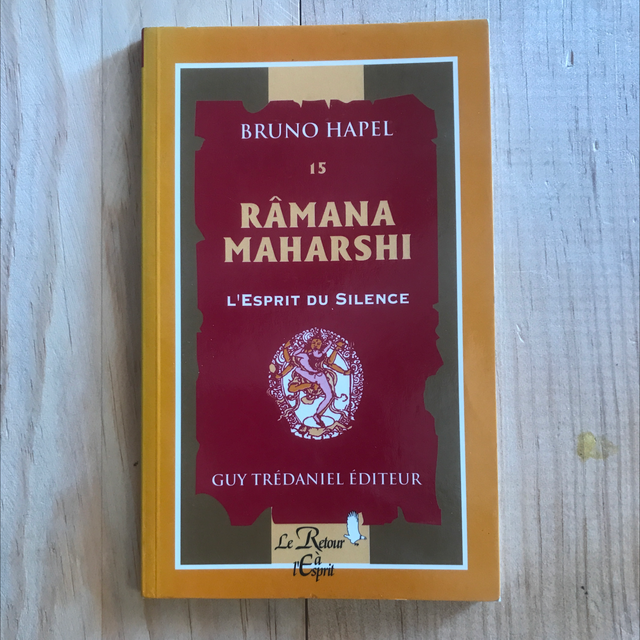 BRUNO HAPEL
15
RÂMANA
MAHARSHI
L'ESPRIT DU SILENCE
GUY TRÉDANIEL ÉDITEUR
Le Retour
à
l'Esprit